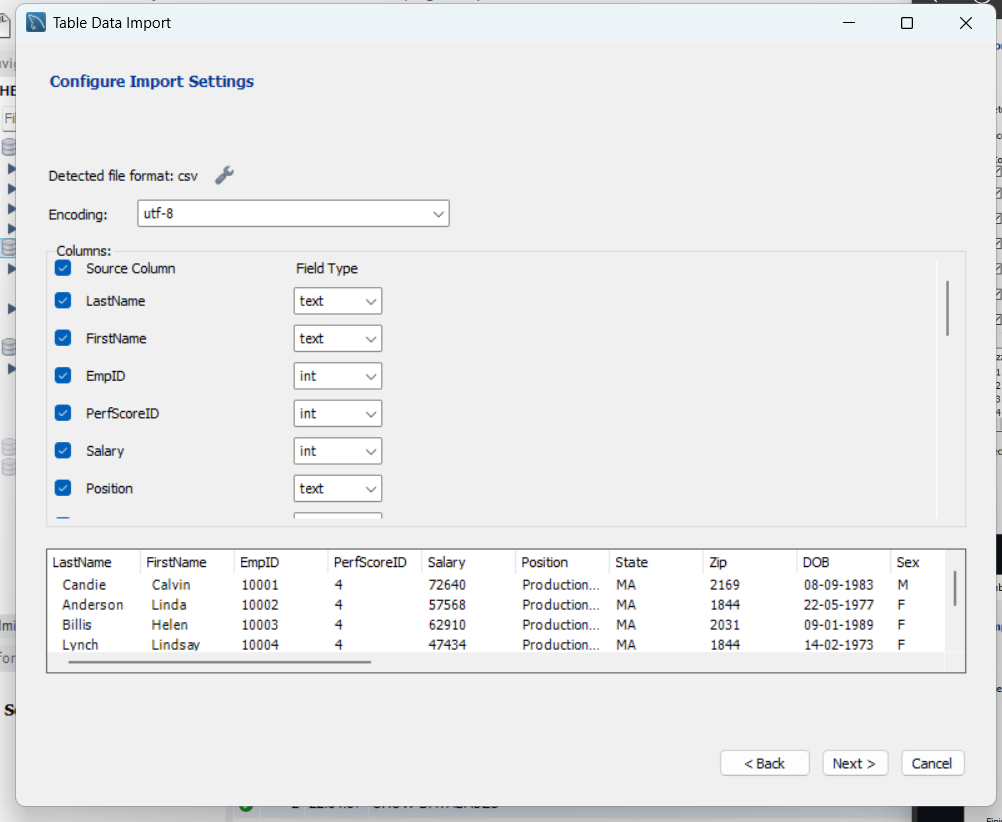 Table Data Import
Configure Import Settings
Detected file format: csv
Encoding: utf-8
Columns:
Source Column Field Type
LastName text
FirstName text
EmpID int
PerfScoreID int
Salary int
Position text
LastName FirstName EmpID PerfScoreID Salary Position State Zip DOB Sex
Candie Calvin 10001 4 72640 Production... MA 2169 08-09-1983 M
Anderson Linda 10002 4 57568 Production... MA 1844 22-05-1977 F
Billis Helen 10003 4 62910 Production... MA 2031 09-01-1989 F
Lynch Lindsay 10004 4 47434 Production... MA 1844 14-02-1973 F
< Back Next > Cancel